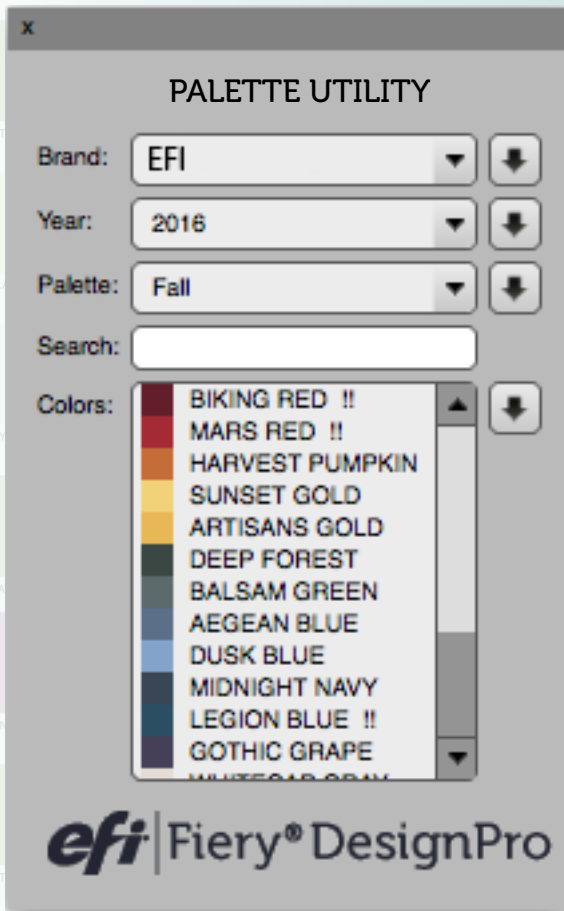 x
PALETTE UTILITY
Brand: EFI
Year: 2016
Palette: Fall
Search:
Colors:
BIKING RED !!
MARS RED !!
HARVEST PUMPKIN
SUNSET GOLD
ARTISANS GOLD
DEEP FOREST
BALSAM GREEN
AEGEAN BLUE
DUSK BLUE
MIDNIGHT NAVY
LEGION BLUE !!
GOTHIC GRAPE
efi Fiery® DesignPro